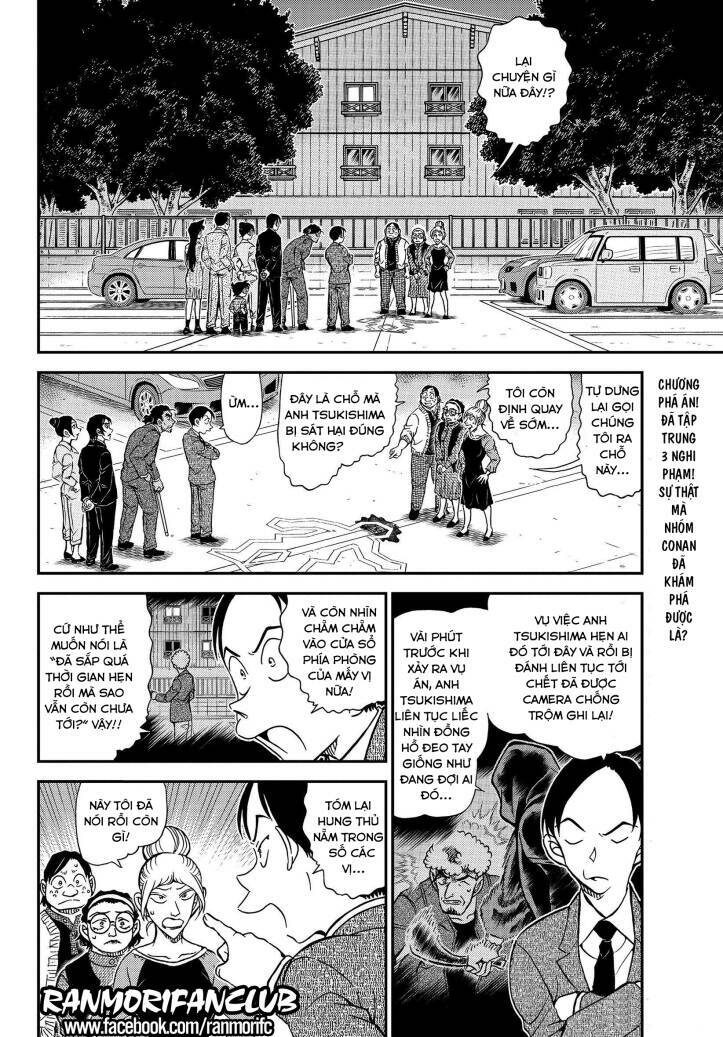 LẠI
CHUYỆN GÌ
NỮA ĐÂY!?
CHƯƠNG
PHÁ ÁN!
ĐÃ TẬP
TRUNG
3 NGHI
PHẠM!
SỰ THẬT
MÀ
NHÓM
CONAN
ĐÃ
KHÁM
PHÁ
ĐƯỢC
LÀ?
TỰ DƯNG
LẠI GỌI
CHÚNG
TÔI RA
CHỖ
NÀY...
TÔI CÒN
ĐỊNH QUAY
VỀ SỚM...
ĐÂY LÀ CHỖ MÀ
ANH TSUKISHIMA
BỊ SÁT HẠI ĐÚNG
KHÔNG?
ỪM...
VỤ VIỆC ANH
TSUKISHIMA HẸN AI
ĐÓ TỚI ĐÂY VÀ RỒI BỊ
ĐÁNH LIÊN TỤC TỚI
CHẾT ĐÃ ĐƯỢC
CAMERA CHỐNG
TRỘM GHI LẠI!
VÀI PHÚT
TRƯỚC KHI
XẢY RA VỤ
ÁN, ANH
TSUKISHIMA
LIÊN TỤC LIẾC
NHÌN ĐỒNG
HỒ ĐEO TAY
GIỐNG NHƯ
ĐANG ĐỢI AI
ĐÓ...
VÀ CÒN NHÌN
CHẰM CHẰM
VÀO CỬA SỔ
PHÍA PHÒNG
CỦA MẤY VỊ
NỮA!
CỨ NHƯ THỂ
MUỐN NÓI LÀ
"ĐÃ SẮP QUÁ
THỜI GIAN HẸN
RỒI MÀ SAO
VẪN CÒN CHƯA
TỚI?" VẬY!!
TÓM LẠI
HUNG THỦ
NẰM TRONG
SỐ CÁC
VỊ...
NÀY TÔI ĐÃ
NÓI RỒI CÒN
GÌ!
RANMORIFANCLUB
www.facebook.com/ranmorifc